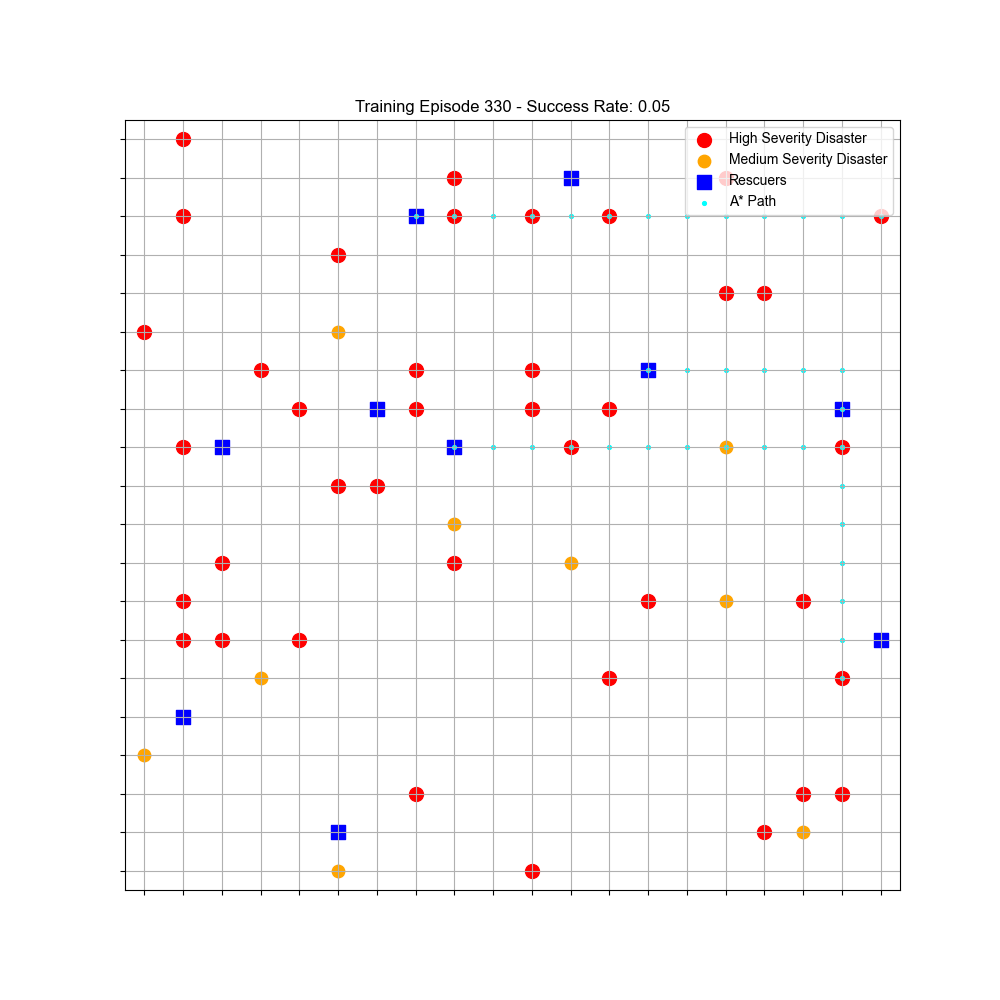 Training Episode 330 - Success Rate: 0.05
High Severity Disaster
Medium Severity Disaster
Rescuers
A* Path